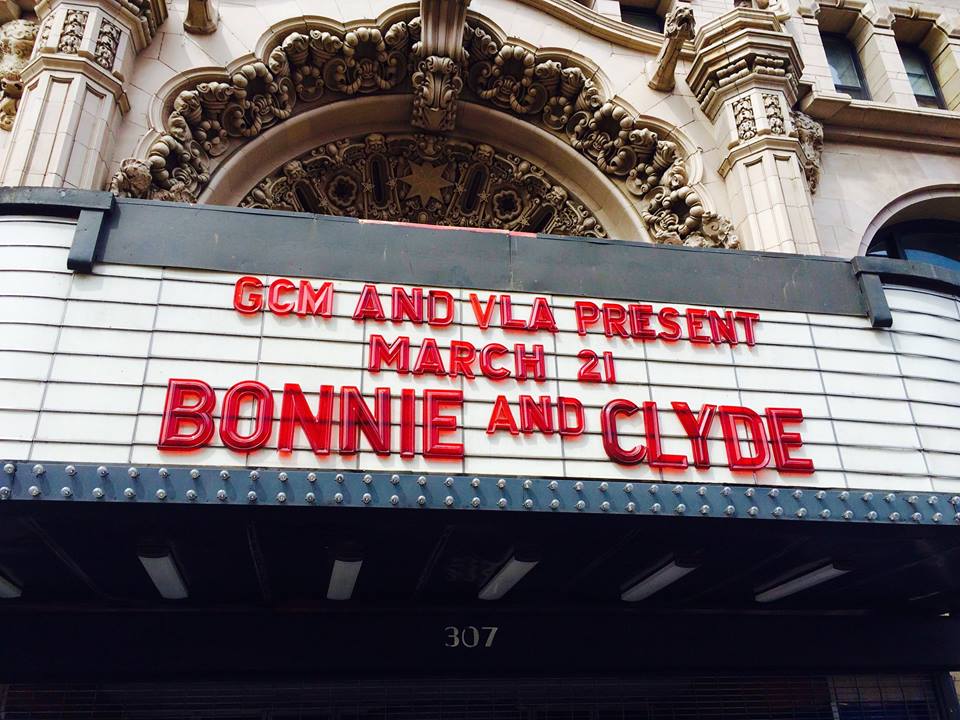 GCM AND VLA PRESENT
MARCH 21
BONNIE AND CLYDE
307